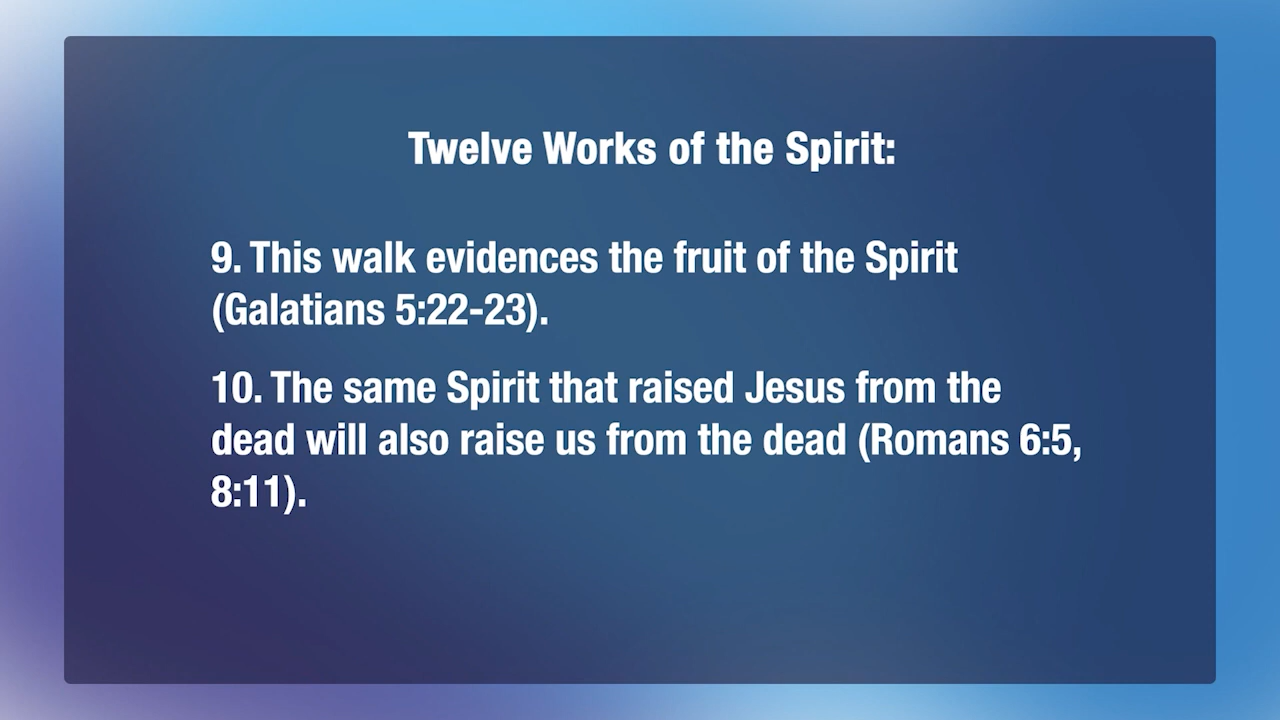 Twelve Works of the Spirit:
9. This walk evidences the fruit of the Spirit
(Galatians 5:22-23).
10. The same Spirit that raised Jesus from the
dead will also raise us from the dead (Romans 6:5,
8:11).